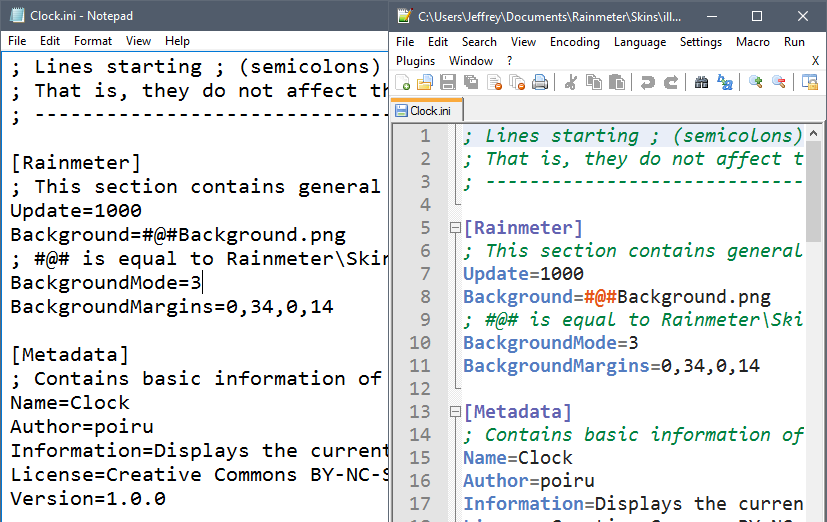 Clock.ini - Notepad
File Edit Format View Help
; Lines starting ; (semicolons)
; That is, they do not affect th
; ------------------------------
[Rainmeter]
; This section contains general
Update=1000
Background=#@#Background.png
; #@# is equal to Rainmeter\Skin
BackgroundMode=3
BackgroundMargins=0,34,0,14
[Metadata]
; Contains basic information of
Name=Clock
Author=poiru
Information=Displays the current
License=Creative Commons BY-NC-S
Version=1.0.0
C:\Users\Jeffrey\Documents\Rainmeter\Skins\ill...
File Edit Search View Encoding Language Settings Macro Run
Plugins Window ?
Clock.ini
1 ; Lines starting ; (semicolons)
2 ; That is, they do not affect t
3 ; -----------------------------
4
5 [Rainmeter]
6 ; This section contains general
7 Update=1000
8 Background=#@#Background.png
9 ; #@# is equal to Rainmeter\Ski
10 BackgroundMode=3
11 BackgroundMargins=0,34,0,14
12
13 [Metadata]
14 ; Contains basic information of
15 Name=Clock
16 Author=poiru
17 Information=Displays the curren